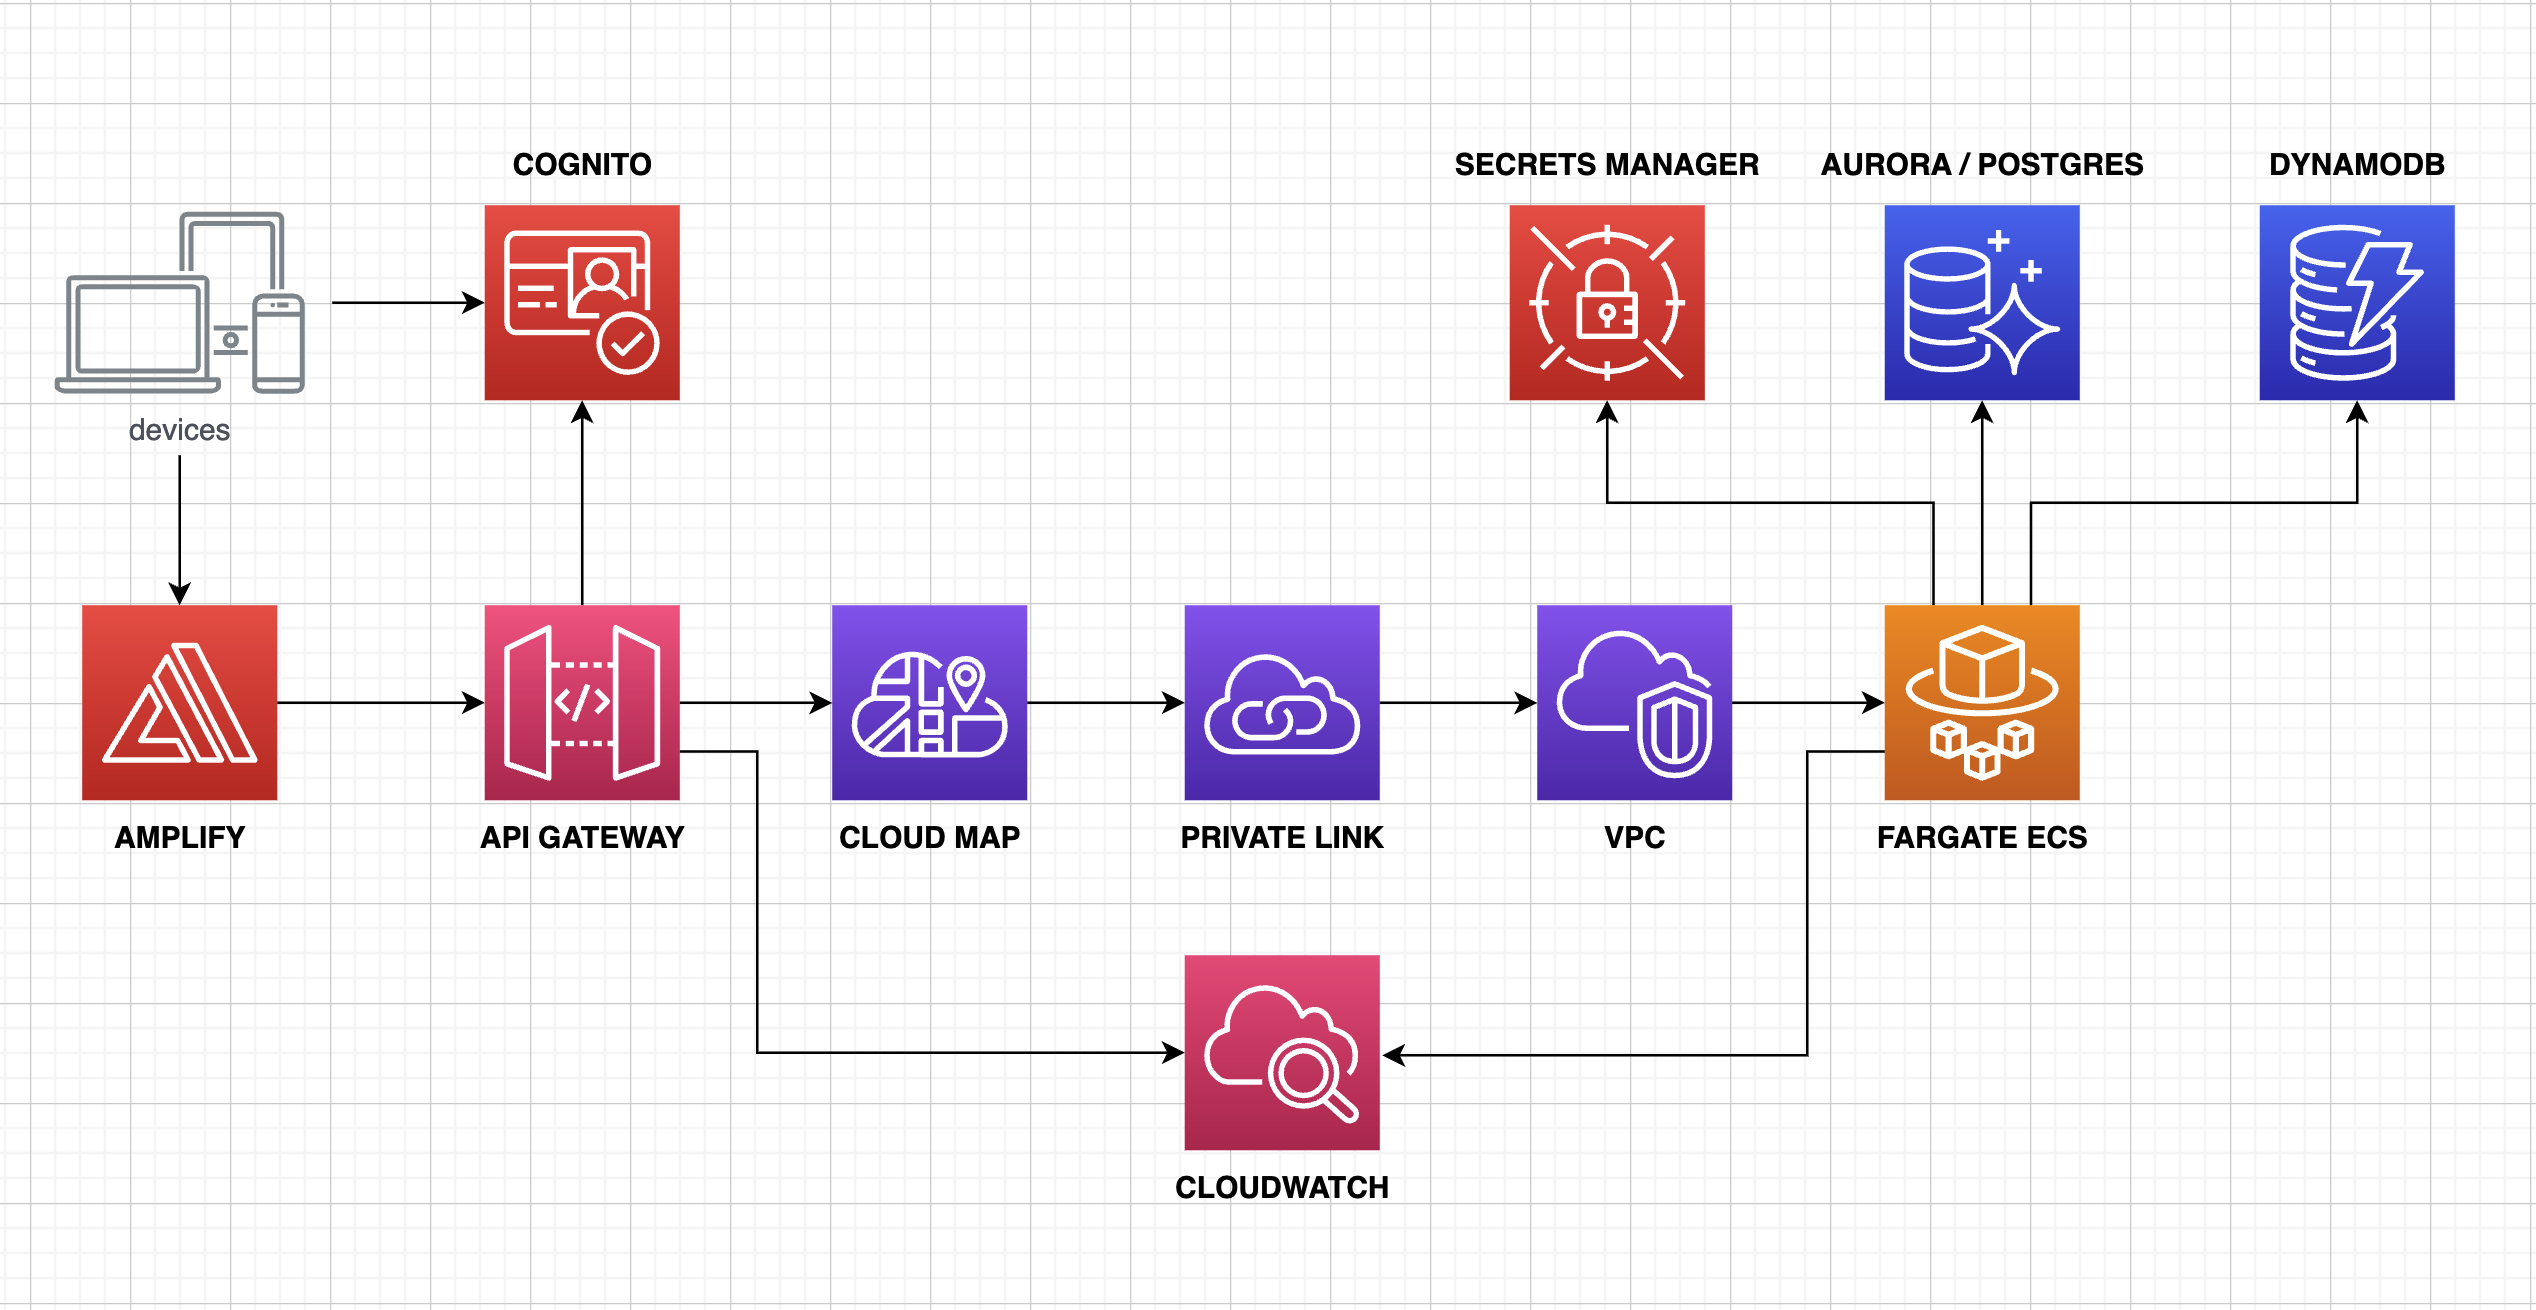 COGNITO
SECRETS MANAGER
AURORA / POSTGRES
DYNAMODB
devices
AMPLIFY
API GATEWAY
CLOUD MAP
PRIVATE LINK
VPC
FARGATE ECS
CLOUDWATCH